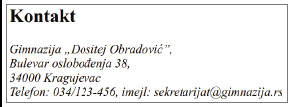 Kontakt
Gimnazija „Dositej Obradović”,
Bulevar oslobođenja 38,
34000 Kragujevac
Telefon: 034/123-456, imejl: sekretarijat@gimnazija.rs